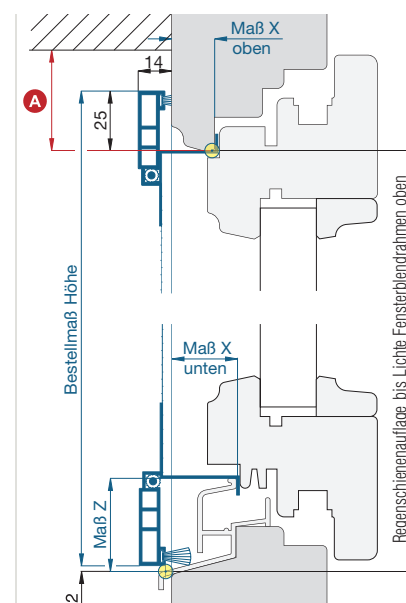 Maß X
oben
14
A
25
Bestellmaß Höhe
Maß X
unten
Maß Z
2
Regenschienenauflage bis Lichte Fensterblendrahmen oben